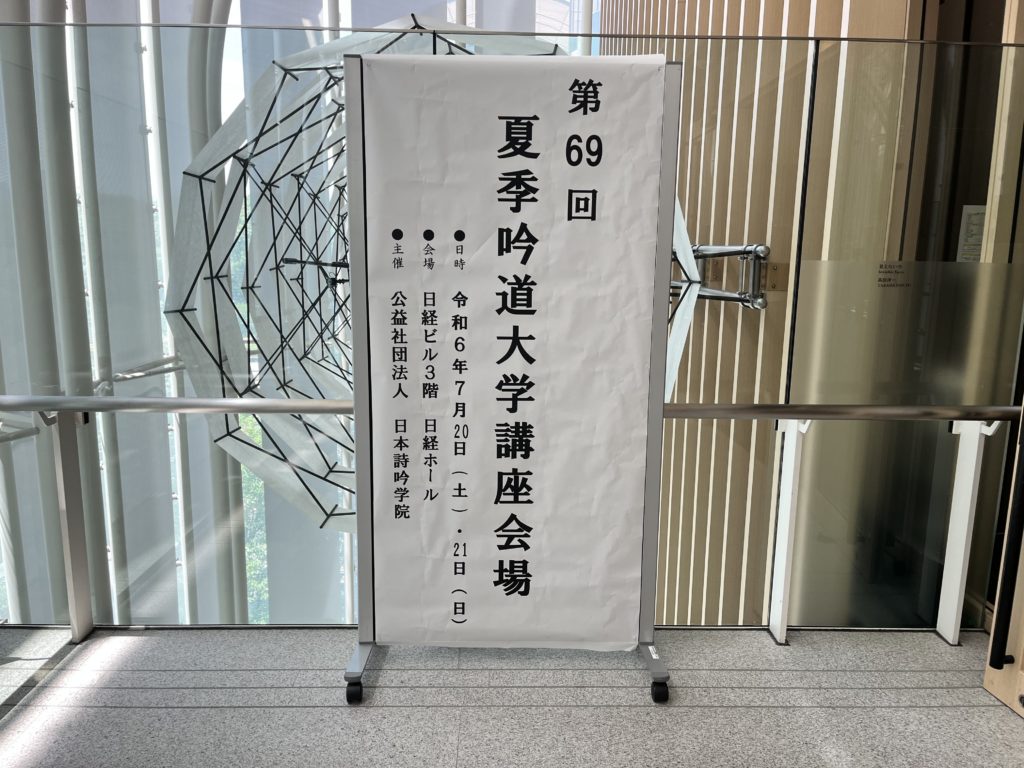 第69回
夏季吟道大学講座会場
●日時 令和6年7月20日（土）・21日（日）
●会場 日経ビル3階 日経ホール
●主催 公益社団法人 日本詩吟学院